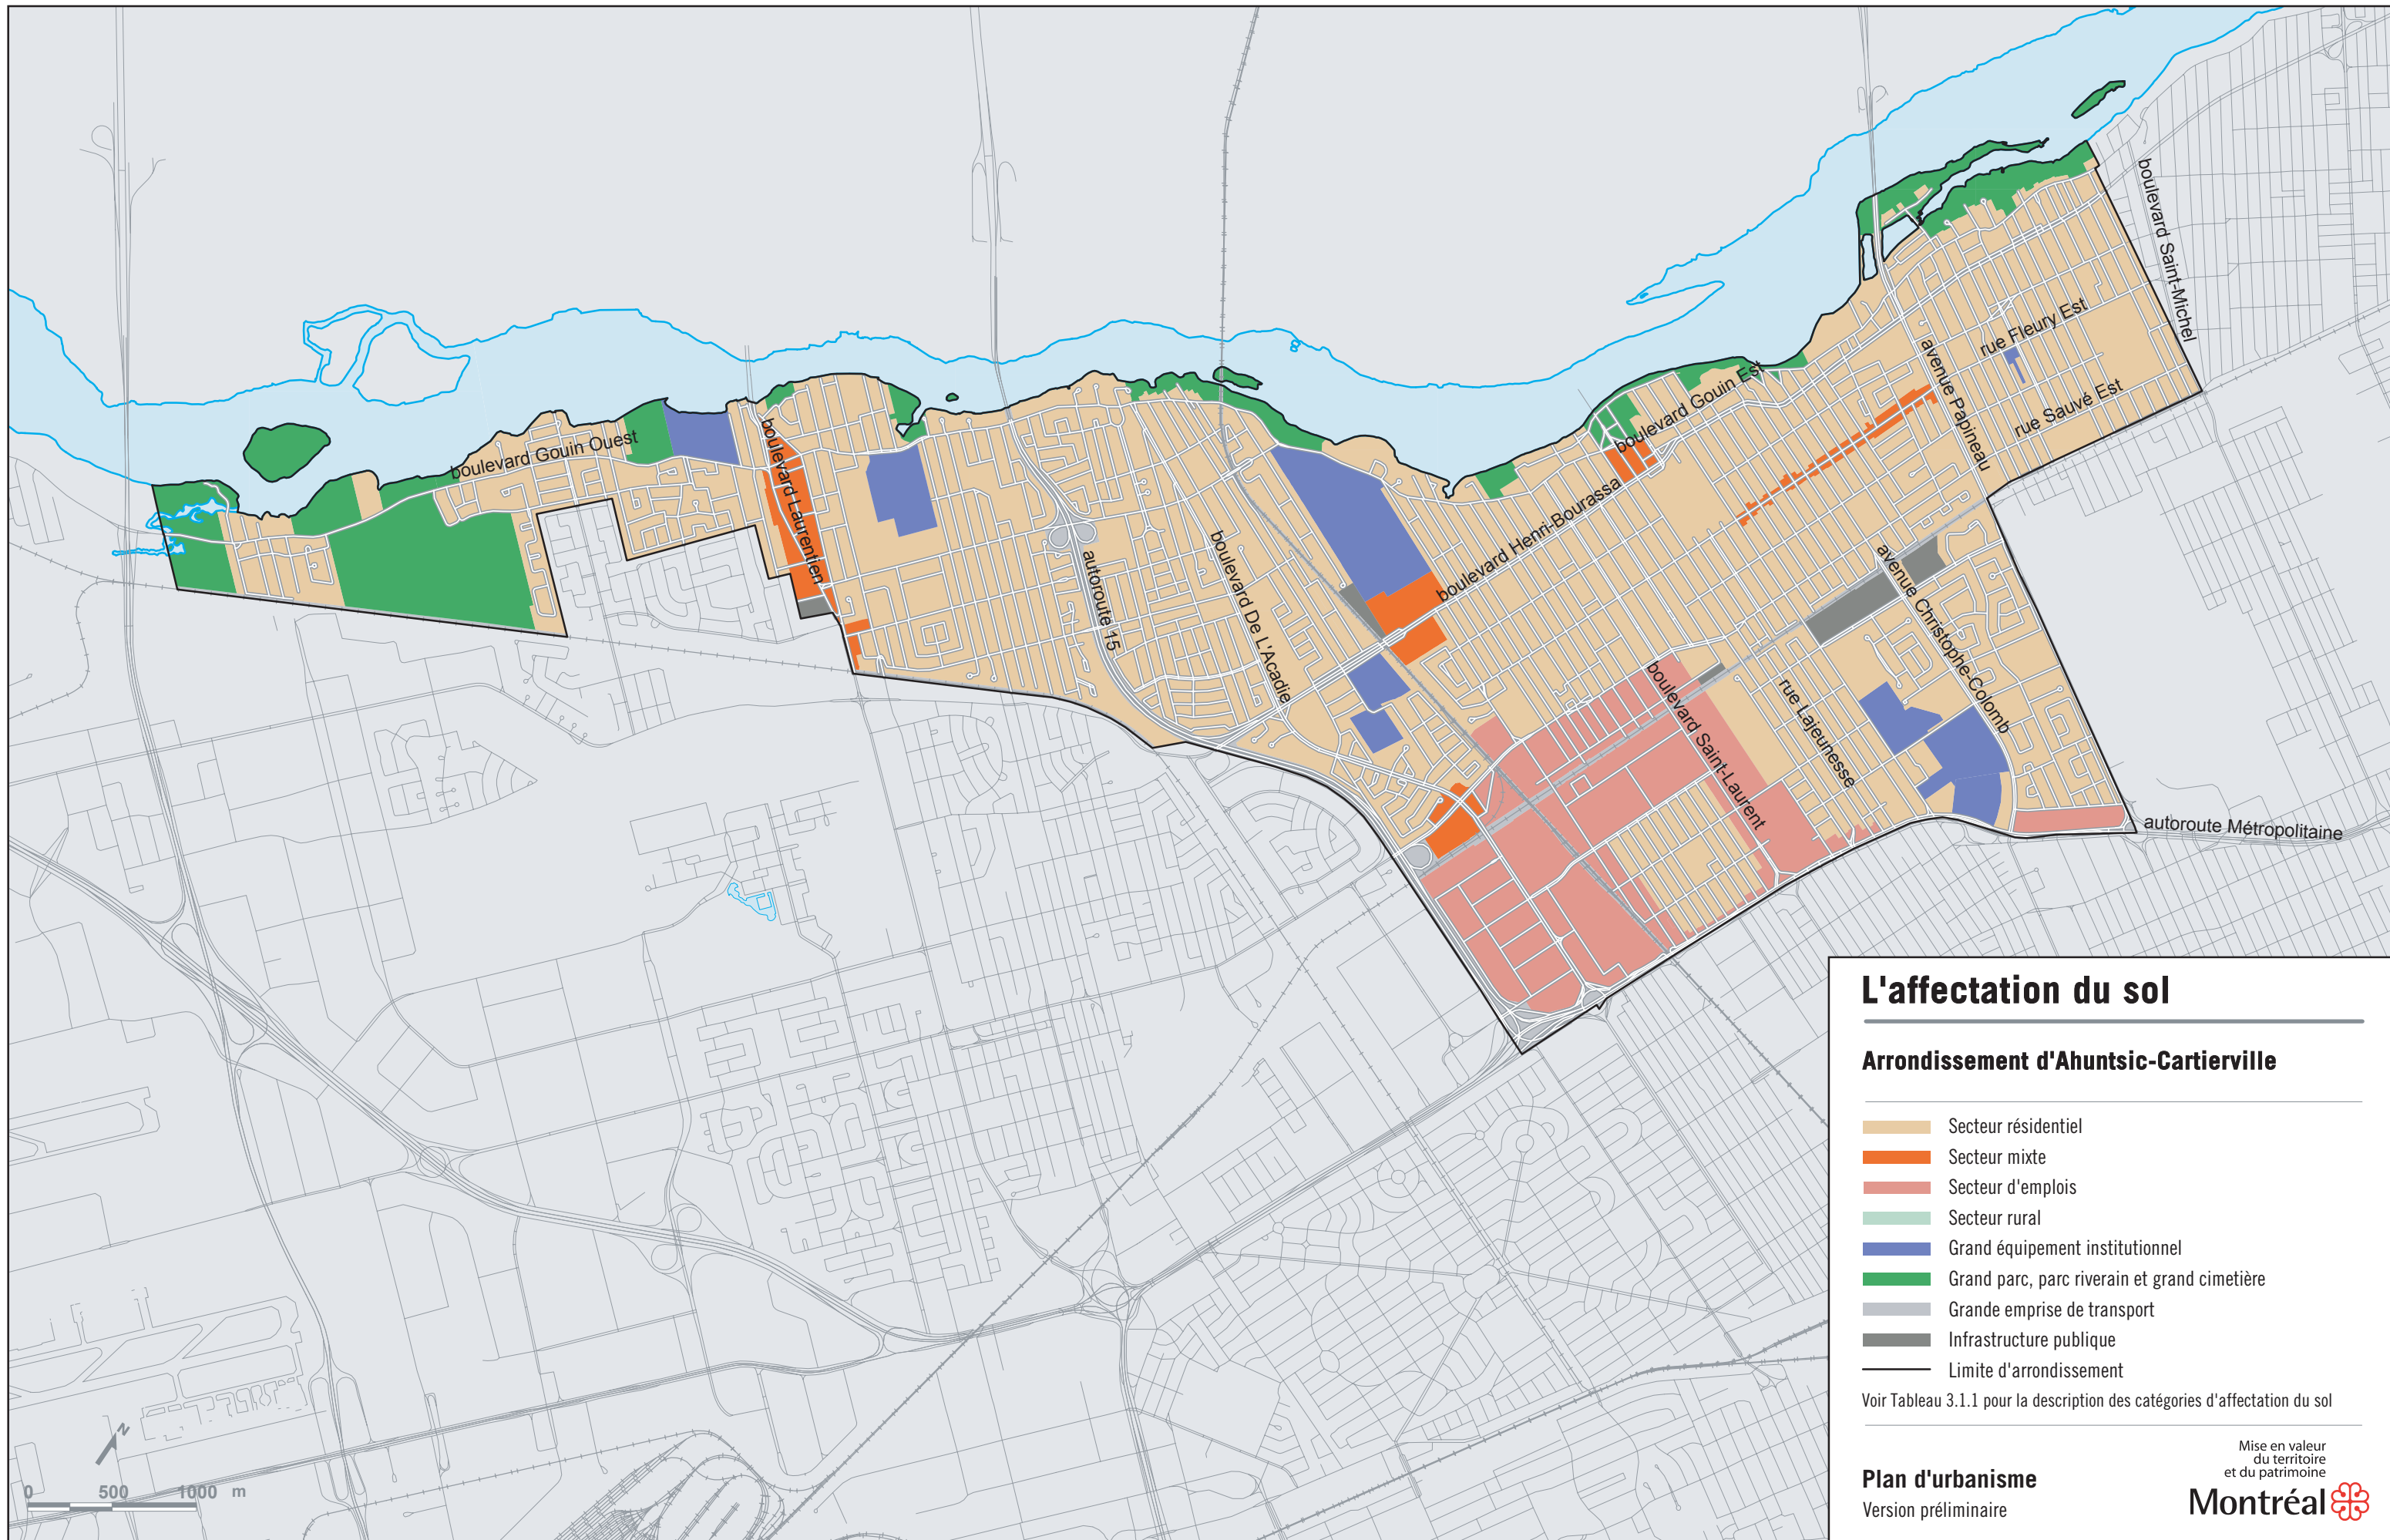 boulevard Saint-Michel
rue Fleury Est
avenue Papineau
rue Sauvé Est
boulevard Gouin Est
boulevard Gouin Ouest
boulevard Laurentien
boulevard Henri-Bourassa
autoroute 15
boulevard De L'Acadie
avenue Christophe-Colomb
boulevard Saint-Laurent
rue Lajeunesse
autoroute Métropolitaine
L'affectation du sol
Arrondissement d'Ahuntsic-Cartierville
Secteur résidentiel
Secteur mixte
Secteur d'emplois
Secteur rural
Grand équipement institutionnel
Grand parc, parc riverain et grand cimetière
Grande emprise de transport
Infrastructure publique
Limite d'arrondissement
Voir Tableau 3.1.1 pour la description des catégories d'affectation du sol
Mise en valeur
du territoire
et du patrimoine
Plan d'urbanisme
Version préliminaire
Montréal
N
0 500 1000 m